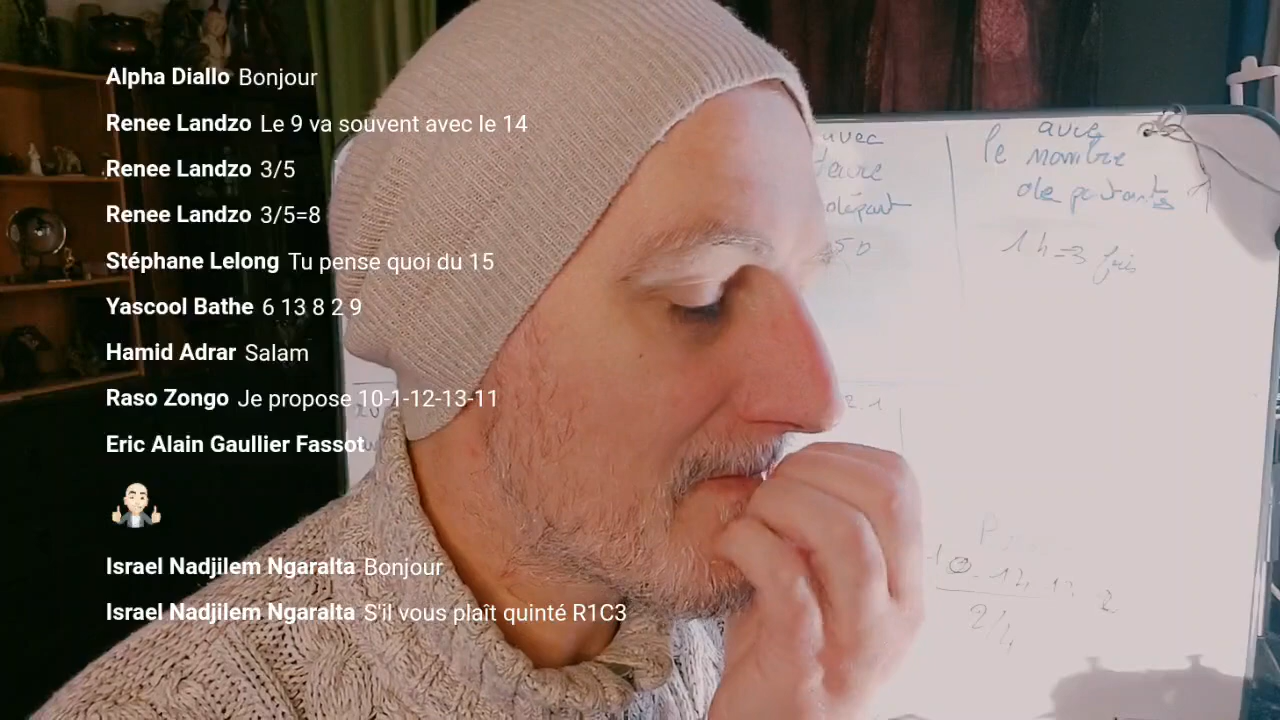 Alpha Diallo Bonjour
Renee Landzo Le 9 va souvent avec le 14
Renee Landzo 3/5
Renee Landzo 3/5=8
Stéphane Lelong Tu pense quoi du 15
Yascool Bathe 6 13 8 2 9
Hamid Adrar Salam
Raso Zongo Je propose 10-1-12-13-11
Eric Alain Gaullier Fassot
Israel Nadjilem Ngaralta Bonjour
Israel Nadjilem Ngaralta S'il vous plaît quinté R1C3
avec
départ
avec
le nombre
de partants
1h=3 fois
2/4